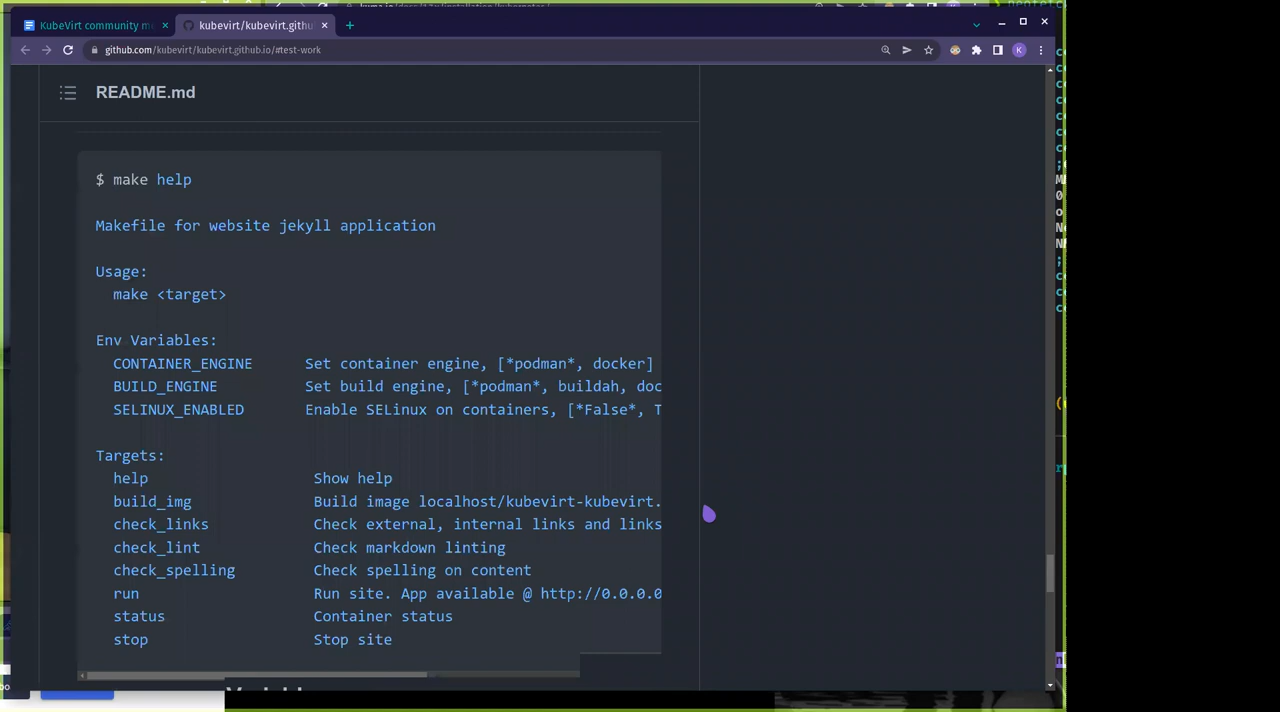 KubeVirt community m
kubevirt/kubevirt.githu
github.com/kubevirt/kubevirt.github.io/#test-work
K
README.md
$ make help
Makefile for website jekyll application
Usage:
make <target>
Env Variables:
CONTAINER_ENGINE Set container engine, [*podman*, docker]
BUILD_ENGINE Set build engine, [*podman*, buildah, doc
SELINUX_ENABLED Enable SELinux on containers, [*False*, T
Targets:
help Show help
build_img Build image localhost/kubevirt-kubevirt.
check_links Check external, internal links and links
check_lint Check markdown linting
check_spelling Check spelling on content
run Run site. App available @ http://0.0.0.0
status Container status
stop Stop site